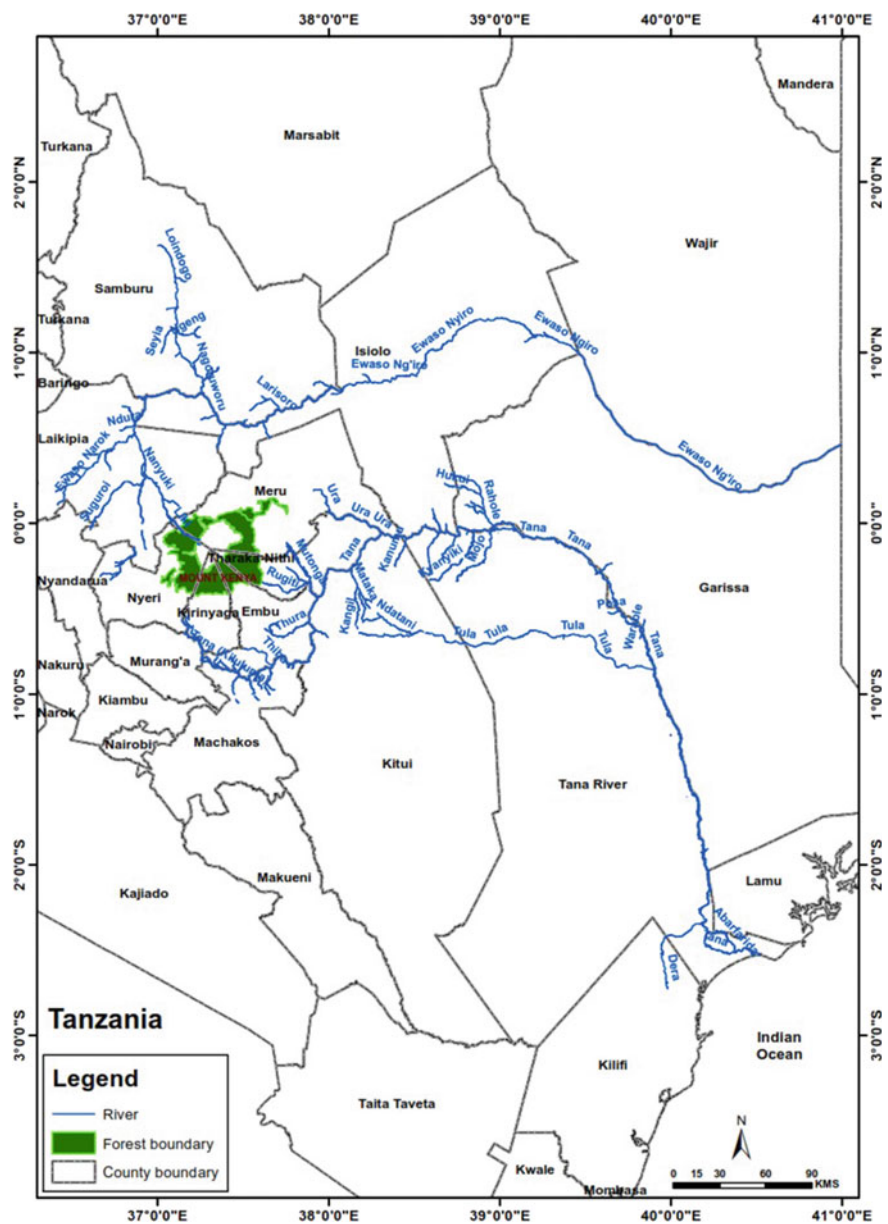 37°0'0"E 38°0'0"E 39°0'0"E 40°0'0"E 41°0'0"E
Mandera
Marsabit
Turkana
2°0'0"N
2°0'0"N
Wajir
Loindogo
Samburu
Turkana
Seyia
Ngeng
Ewaso Nyiro
Ewaso Ngiro
Isiolo
Ewaso Ng'iro
1°0'0"N
1°0'0"N
Baringo
Larisoro
Laikipia
Ewaso Narok
Nanyuki
Suguroi
Ewaso Ng'iro
Meru
Ura
Ura Ura
Rahole
Tana
Tana
0°0'0"
0°0'0"
Tharaka Nithi
Mutonga
Tana
Mojo
Rugiti
MOUNT KENYA
Nyandarua
Nyeri
Kirinyaga
Embu
Garissa
Mataka
Ndatani
Kangil
Thura
Tula
Tula
Tula
Tula
Tana
Murang'a
Nakuru
Kiambu
1°0'0"S
1°0'0"S
Narok
Nairobi
Machakos
Kitui
Tana River
2°0'0"S
2°0'0"S
Lamu
Makueni
Kajiado
Dera
Tanzania
3°0'0"S
3°0'0"S
Indian
Ocean
Kilifi
Taita Taveta
Kwale
Mombasa
Legend
River
Forest boundary
County boundary
N
0 15 30 60 90
KMS
37°0'0"E 38°0'0"E 39°0'0"E 40°0'0"E 41°0'0"E